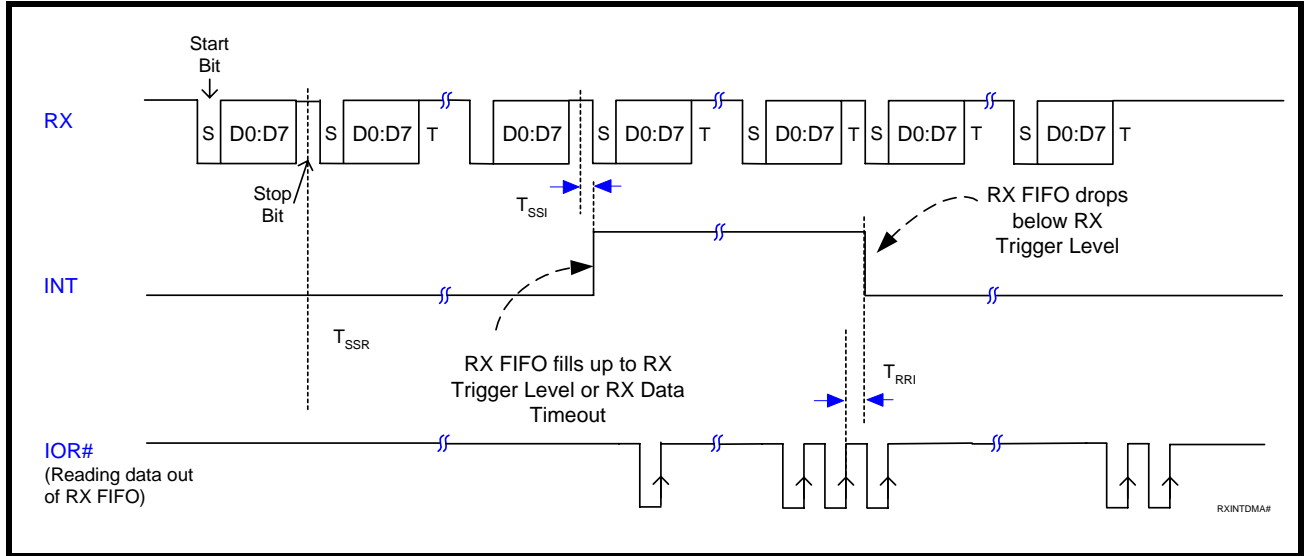 Start
Bit
RX
S D0:D7 S D0:D7 T D0:D7 S D0:D7 T S D0:D7 T S D0:D7 T S D0:D7 T
Stop
Bit
TSSI
RX FIFO drops
below RX
Trigger Level
INT
TSSR
RX FIFO fills up to RX
Trigger Level or RX Data
Timeout
TRRI
IOR#
(Reading data out
of RX FIFO)
RXINTDMA#